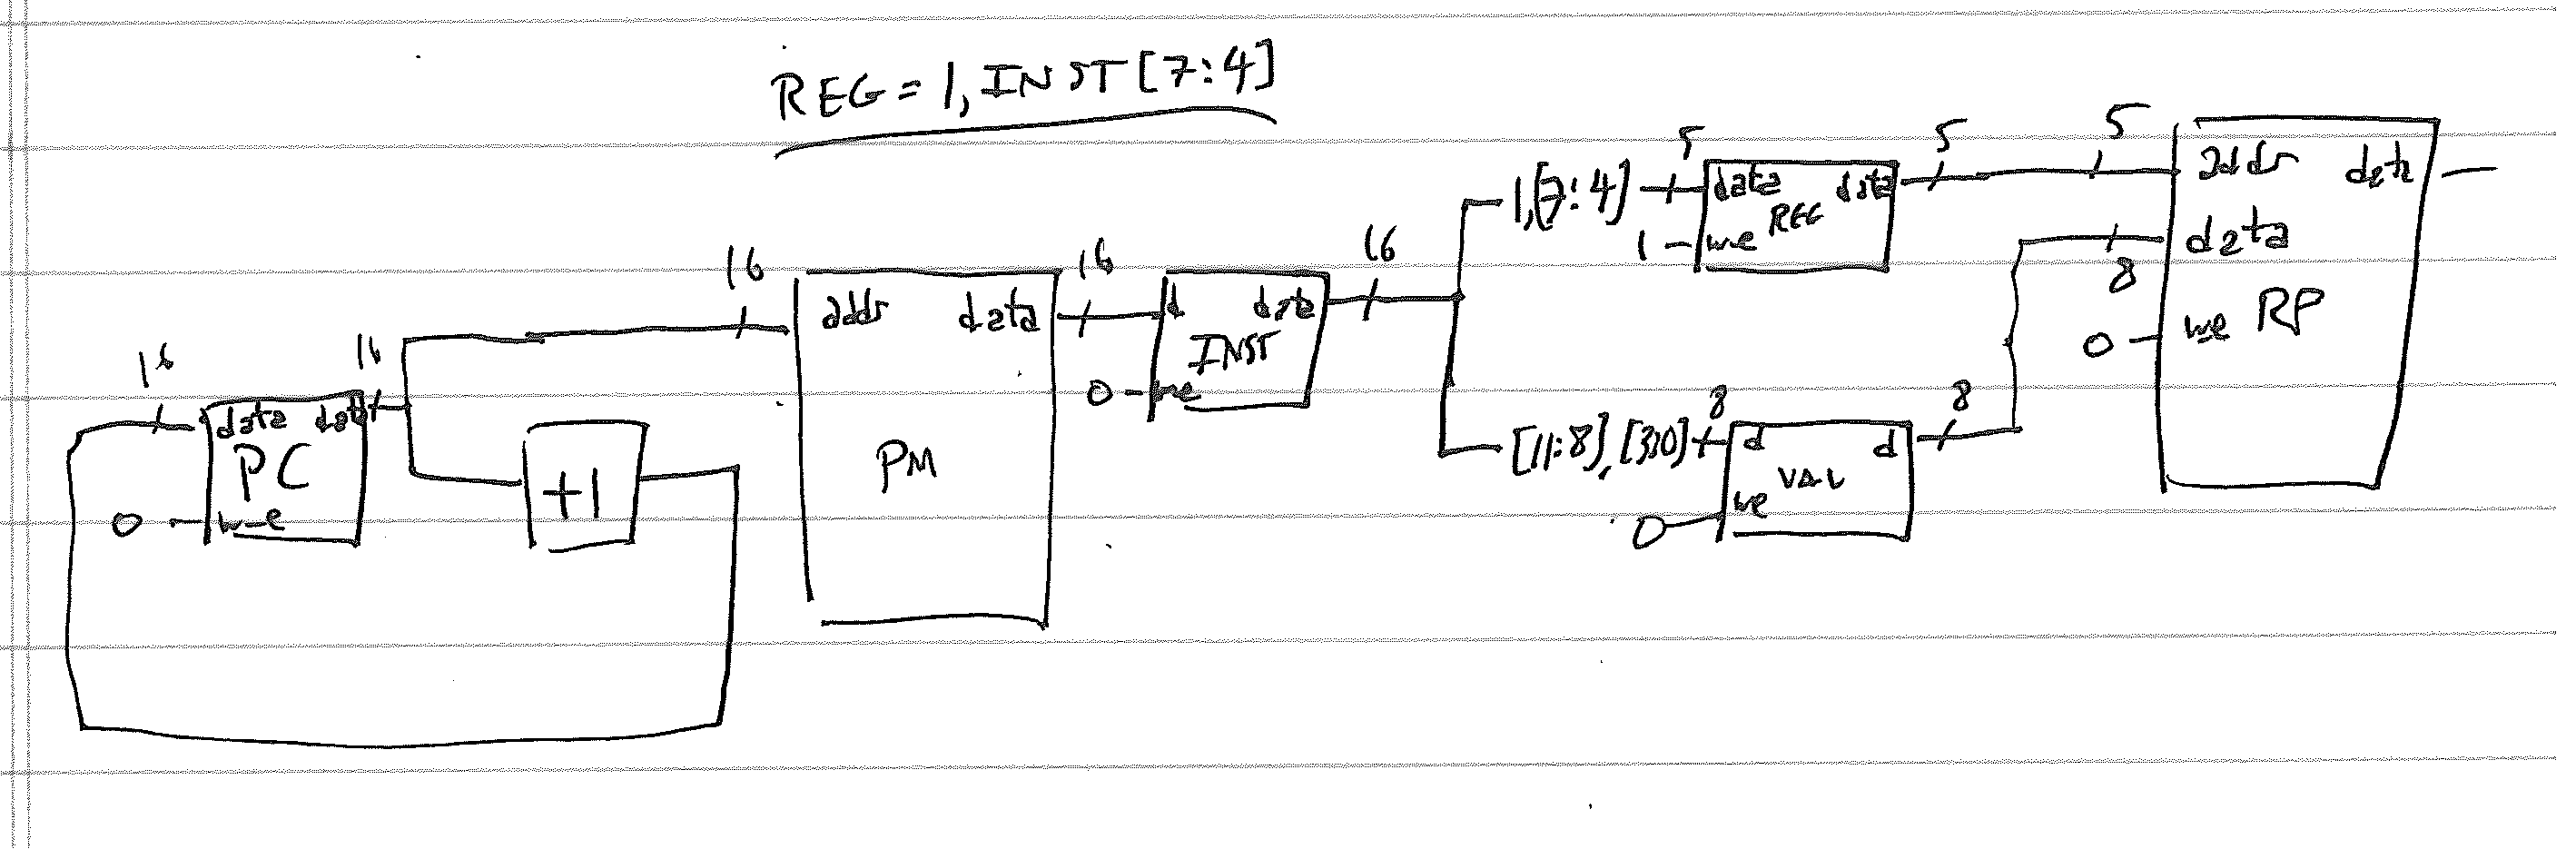 REG = 1, INST [7:4]
5 5 5
1,[7:4] data data addr data
REG
1 we
data
8
16 16 16
addr data d data
INST
0 we
we RF
0
16 16
data data
PC
0 we
+1
PM
8 8
[11:8],[3:0] d d
VAL
we
0